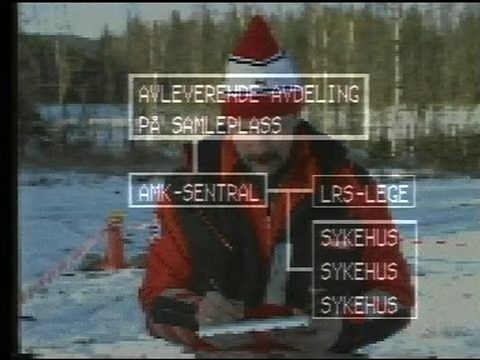 AVLEVERENDE AVDELING
PÅ SAMLEPLASS
AMK-SENTRAL
LRS-LEGE
SYKEHUS
SYKEHUS
SYKEHUS